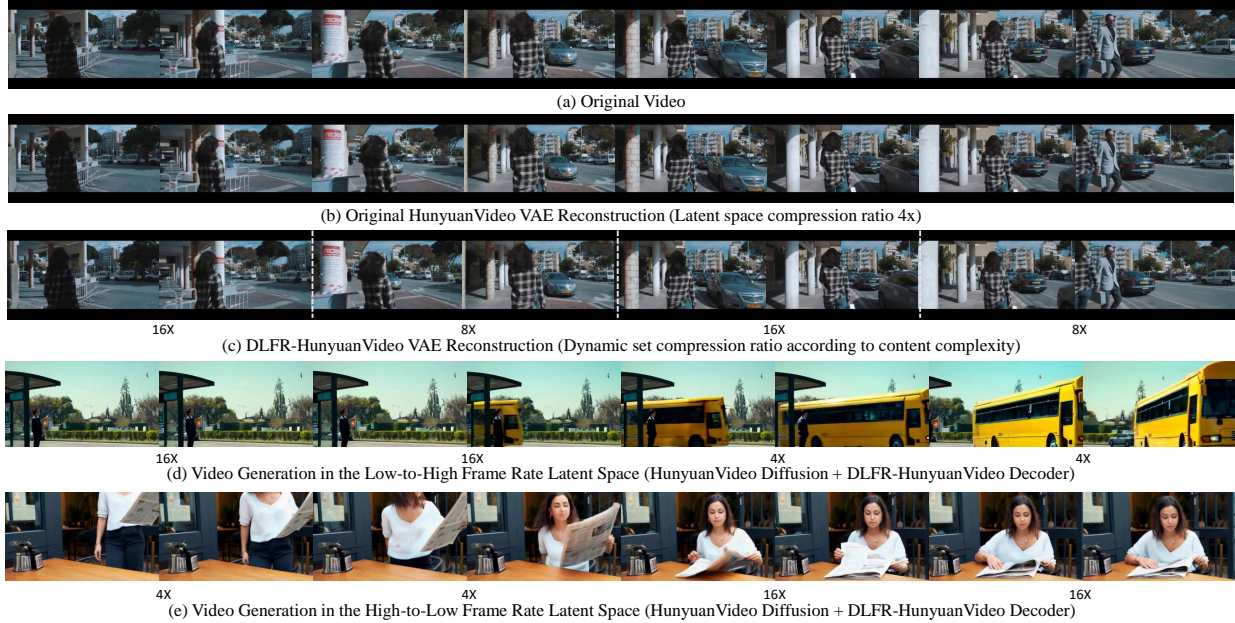 (a) Original Video
(b) Original HunyuanVideo VAE Reconstruction (Latent space compression ratio 4x)
16X 8X 16X 8X
(c) DLFR-HunyuanVideo VAE Reconstruction (Dynamic set compression ratio according to content complexity)
16X 16X 4X 4X
(d) Video Generation in the Low-to-High Frame Rate Latent Space (HunyuanVideo Diffusion + DLFR-HunyuanVideo Decoder)
4X 4X 16X 16X
(e) Video Generation in the High-to-Low Frame Rate Latent Space (HunyuanVideo Diffusion + DLFR-HunyuanVideo Decoder)